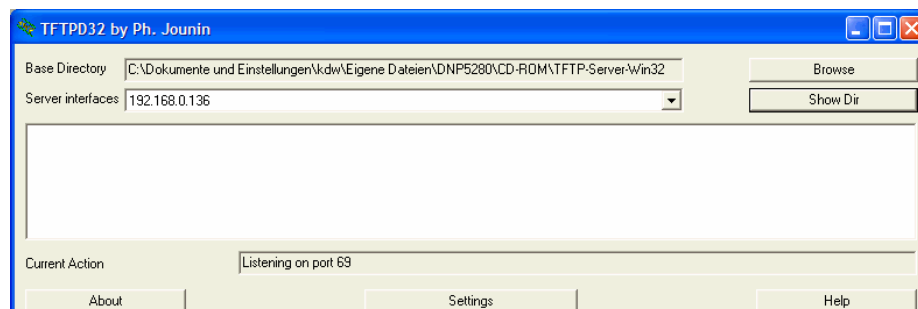 TFTPD32 by Ph. Jounin
Base Directory C:\Dokumente und Einstellungen\kdw\Eigene Dateien\DNP5280\CD-ROM\TFTP-Server-Win32 Browse
Server interfaces 192.168.0.136 Show Dir
Current Action Listening on port 69
About Settings Help